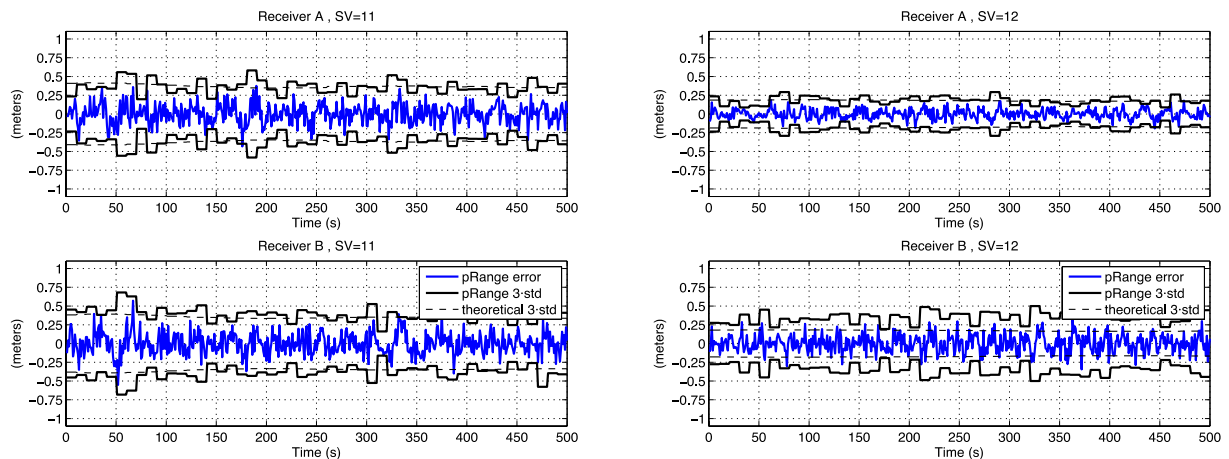 Receiver A , SV=11
1
0.75
0.5
0.25
0
−0.25
−0.5
−0.75
−1
(meters)
0 50 100 150 200 250 300 350 400 450 500
Time (s)
Receiver A , SV=12
1
0.75
0.5
0.25
0
−0.25
−0.5
−0.75
−1
(meters)
0 50 100 150 200 250 300 350 400 450 500
Time (s)
Receiver B , SV=11
1
0.75
0.5
0.25
0
−0.25
−0.5
−0.75
−1
(meters)
pRange error
pRange 3·std
theoretical 3·std
0 50 100 150 200 250 300 350 400 450 500
Time (s)
Receiver B , SV=12
1
0.75
0.5
0.25
0
−0.25
−0.5
−0.75
−1
(meters)
pRange error
pRange 3·std
theoretical 3·std
0 50 100 150 200 250 300 350 400 450 500
Time (s)